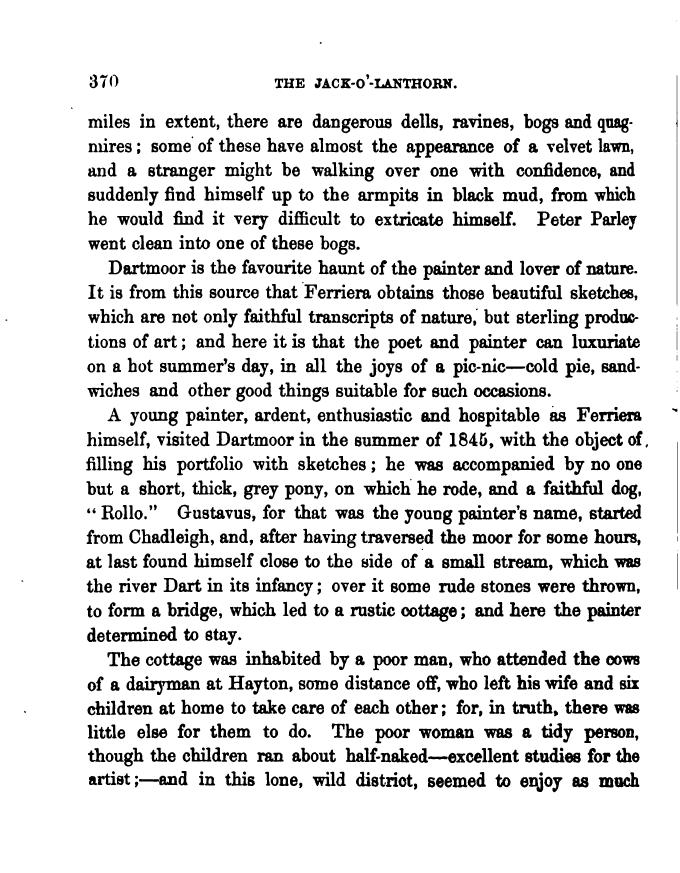 370 THE JACK-O'-LANTHORN.
miles in extent, there are dangerous dells, ravines, bogs and quag-
mires; some of these have almost the appearance of a velvet lawn,
and a stranger might be walking over one with confidence, and
suddenly find himself up to the armpits in black mud, from which
he would find it very difficult to extricate himself. Peter Parley
went clean into one of these bogs.
Dartmoor is the favourite haunt of the painter and lover of nature.
It is from this source that Ferriera obtains those beautiful sketches,
which are not only faithful transcripts of nature, but sterling produc-
tions of art; and here it is that the poet and painter can luxuriate
on a hot summer's day, in all the joys of a pic-nic—cold pie, sand-
wiches and other good things suitable for such occasions.
A young painter, ardent, enthusiastic and hospitable as Ferriera
himself, visited Dartmoor in the summer of 1845, with the object of
filling his portfolio with sketches; he was accompanied by no one
but a short, thick, grey pony, on which he rode, and a faithful dog,
"Rollo." Gustavus, for that was the young painter's name, started
from Chadleigh, and, after having traversed the moor for some hours,
at last found himself close to the side of a small stream, which was
the river Dart in its infancy; over it some rude stones were thrown,
to form a bridge, which led to a rustic cottage; and here the painter
determined to stay.
The cottage was inhabited by a poor man, who attended the cows
of a dairyman at Hayton, some distance off, who left his wife and six
children at home to take care of each other; for, in truth, there was
little else for them to do. The poor woman was a tidy person,
though the children ran about half-naked—excellent studies for the
artist;—and in this lone, wild district, seemed to enjoy as much